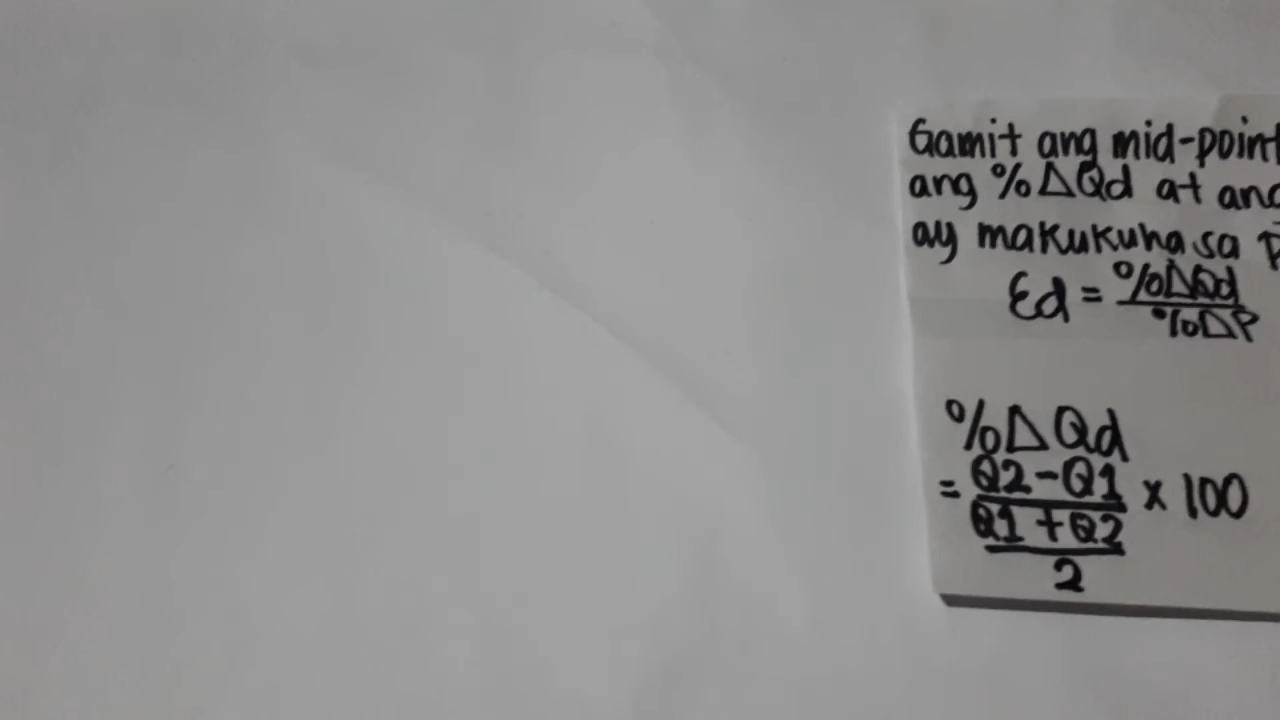 Gamit ang mid-point
ang %ΔQd at ang
ay makukuha sa
Ed = %ΔQd
%ΔP
%ΔQd
= Q2-Q1 x 100
Q1+Q2
2